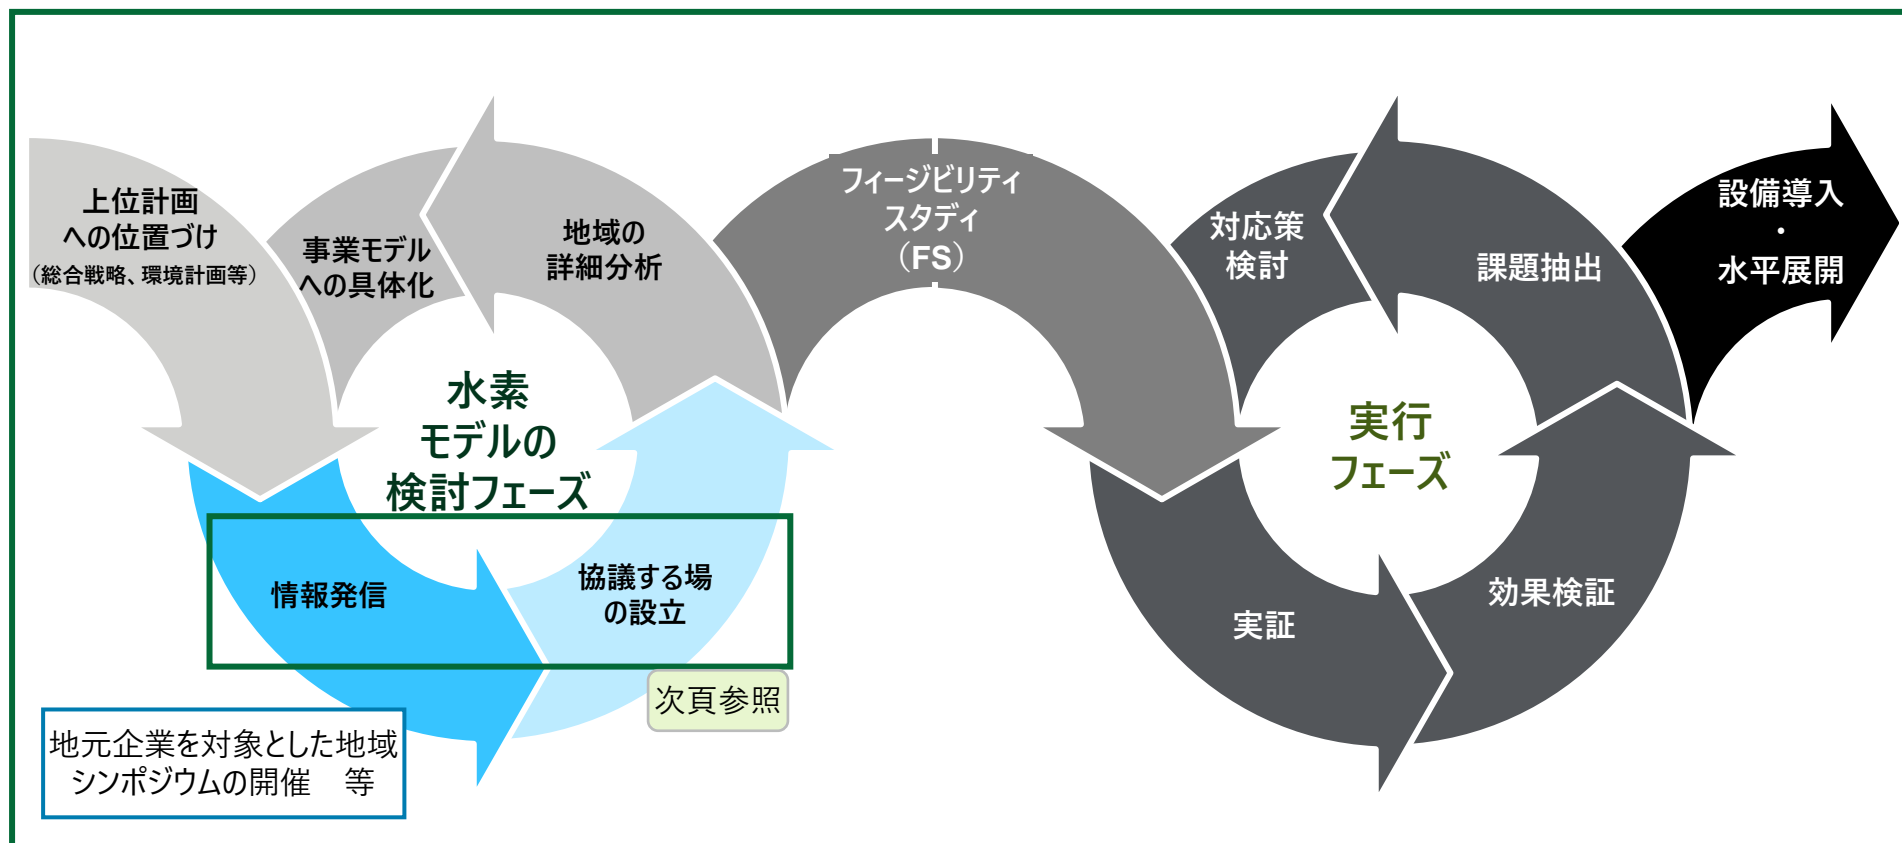 上位計画
への位置づけ
（総合戦略、環境計画等）
事業モデル
への具体化
地域の
詳細分析
水素
モデルの
検討フェーズ
情報発信
協議する場
の設立
次頁参照
地元企業を対象とした地域
シンポジウムの開催　等
フィージビリティ
スタディ
（FS）
対応策
検討
課題抽出
実行
フェーズ
実証
効果検証
設備導入
・
水平展開